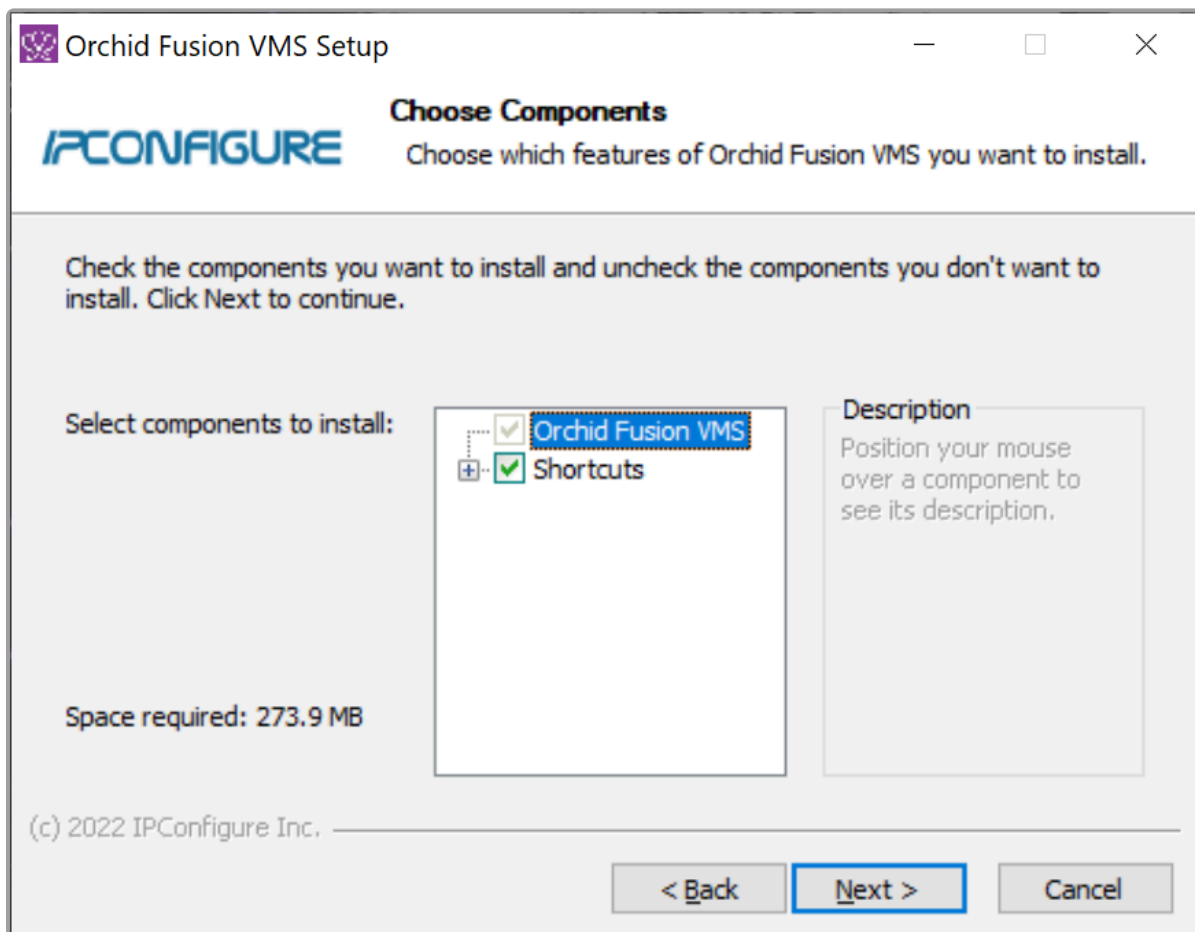 Orchid Fusion VMS Setup
IPCONFIGURE
Choose Components
Choose which features of Orchid Fusion VMS you want to install.
Check the components you want to install and uncheck the components you don't want to
install. Click Next to continue.
Select components to install:
Orchid Fusion VMS
Shortcuts
Description
Position your mouse
over a component to
see its description.
Space required: 273.9 MB
(c) 2022 IPConfigure Inc.
< Back
Next >
Cancel